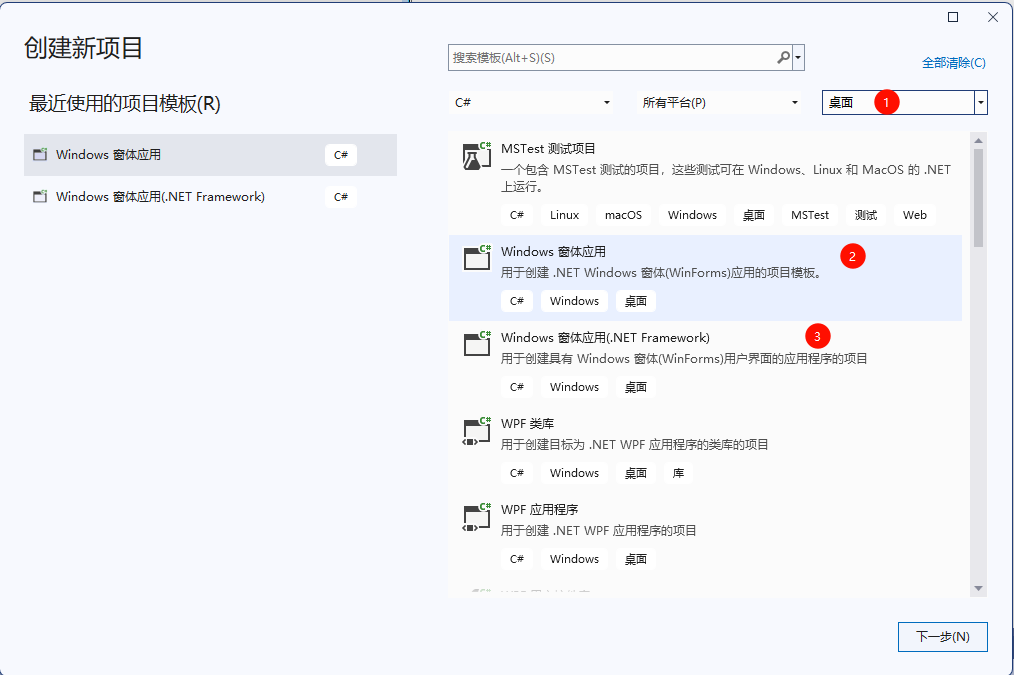 创建新项目
搜索模板(Alt+S)(S)
全部清除(C)
最近使用的项目模板(R)
C#
所有平台(P)
桌面
1
Windows 窗体应用
C#
Windows 窗体应用(.NET Framework)
C#
C#
MSTest 测试项目
一个包含 MSTest 测试的项目，这些测试可在 Windows、Linux 和 MacOS 的 .NET
上运行。
C# Linux macOS Windows 桌面 MSTest 测试 Web
C#
Windows 窗体应用
2
用于创建 .NET Windows 窗体(WinForms)应用的项目模板。
C# Windows 桌面
C#
Windows 窗体应用(.NET Framework)
3
用于创建具有 Windows 窗体(WinForms)用户界面的应用程序的项目
C# Windows 桌面
C#
WPF 类库
用于创建目标为 .NET WPF 应用程序的类库的项目
C# Windows 桌面 库
C#
WPF 应用程序
用于创建 .NET WPF 应用程序的项目
C# Windows 桌面
下一步(N)